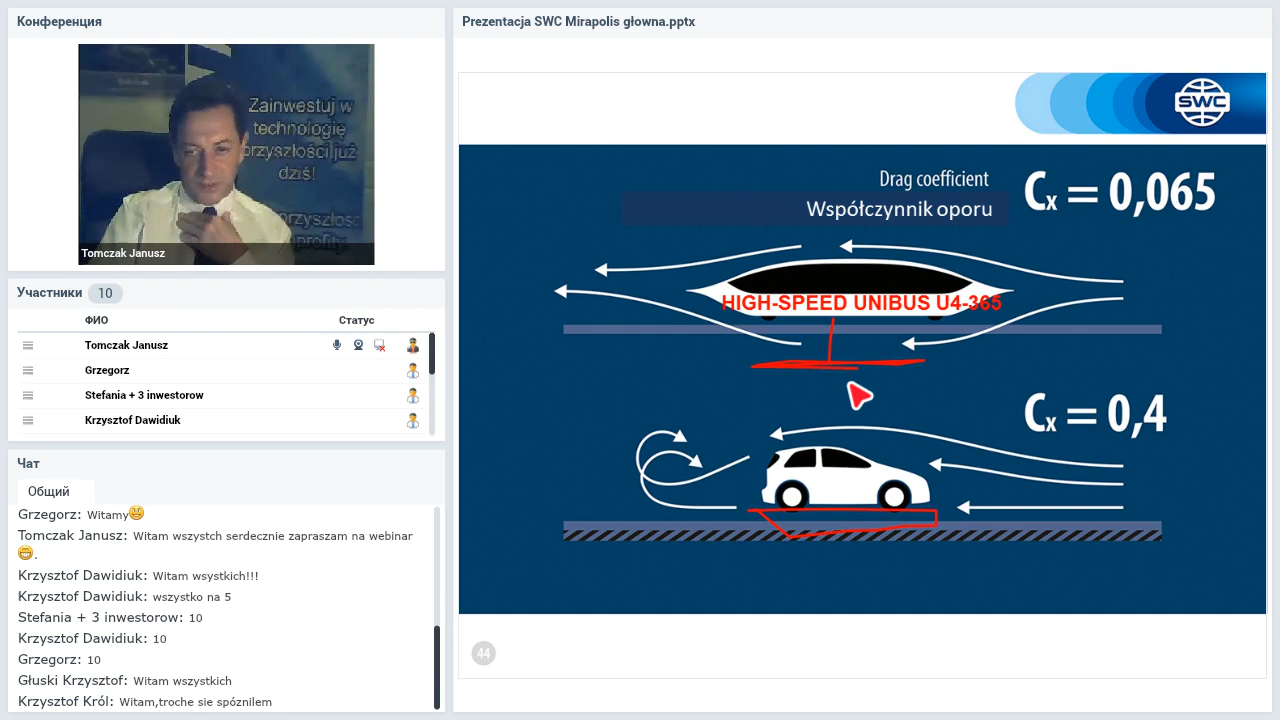 Конференция
Zainwestuj w
technologię
przyszłości już
dziś!
Tomczak Janusz
Участники 10
ФИО Статус
Tomczak Janusz
Grzegorz
Stefania + 3 inwestorow
Krzysztof Dawidiuk
Чат
Общий
Grzegorz: Witamy
Tomczak Janusz: Witam wszystch serdecznie zapraszam na webinar
.
Krzysztof Dawidiuk: Witam wsystkich!!!
Krzysztof Dawidiuk: wszystko na 5
Stefania + 3 inwestorow: 10
Krzysztof Dawidiuk: 10
Grzegorz: 10
Głuski Krzysztof: Witam wszystkich
Krzysztof Król: Witam,troche sie spóznilem
Prezentacja SWC Mirapolis głowna.pptx
SWC
Drag coefficient
Współczynnik oporu
Cx = 0,065
HIGH-SPEED UNIBUS U4-365
Cx = 0,4
44